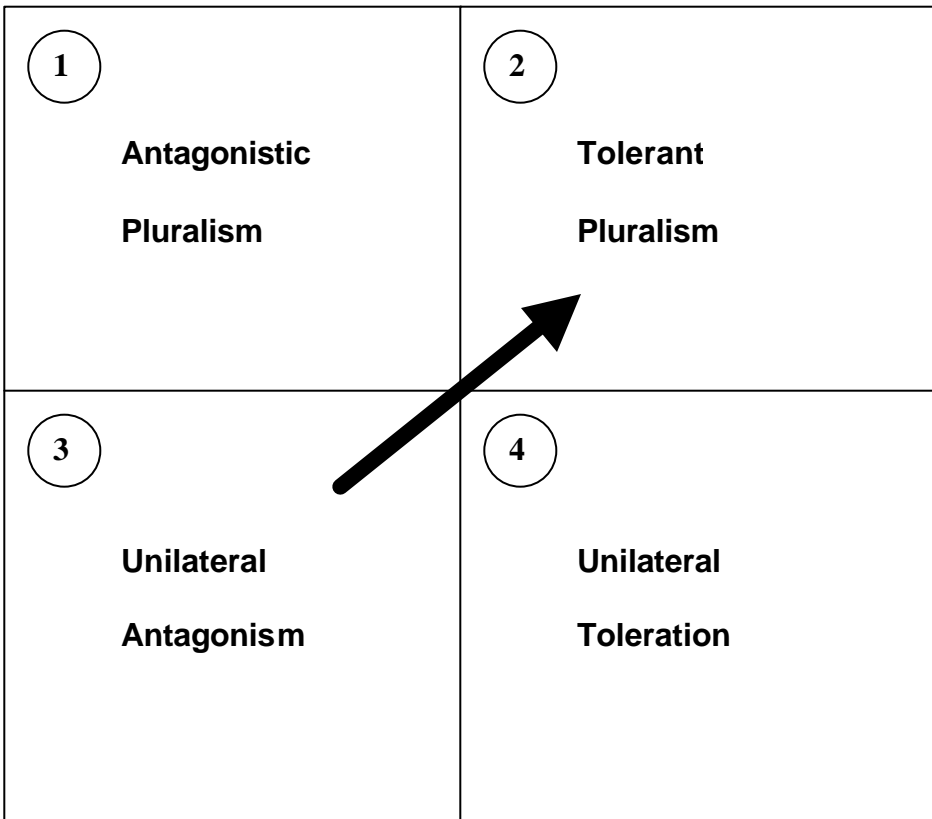 1
Antagonistic
Pluralism
2
Tolerant
Pluralism
3
Unilateral
Antagonism
4
Unilateral
Toleration